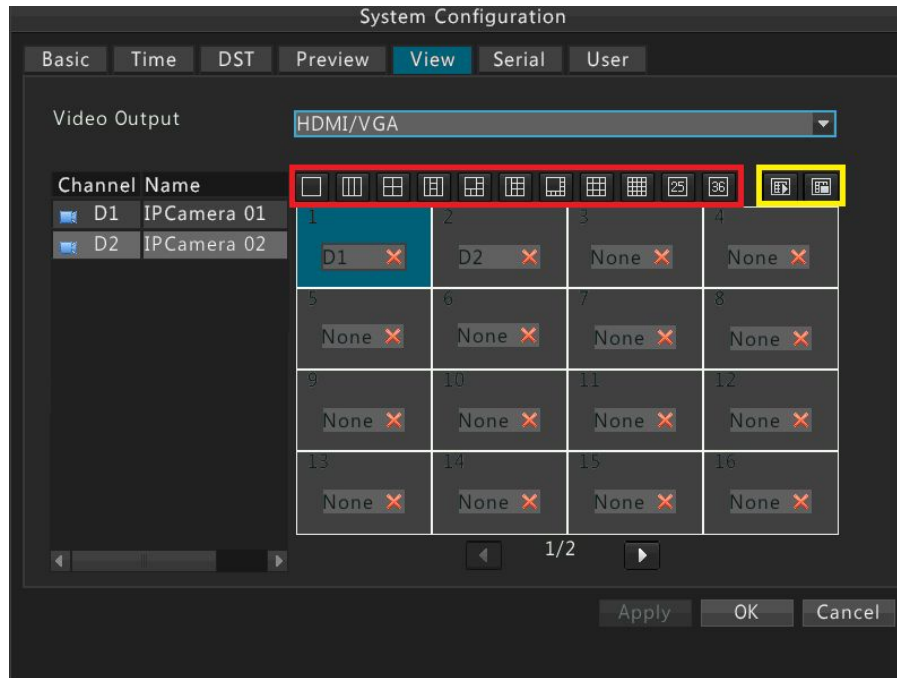 System Configuration
Basic Time DST Preview View Serial User
Video Output HDMI/VGA
Channel Name 25 36
D1 IPCamera 01
D2 IPCamera 02
1 2 3 4
D1 D2 None None
5 6 7 8
None None None None
9 10 11 12
None None None None
13 14 15 16
None None None None
1/2
Apply OK Cancel